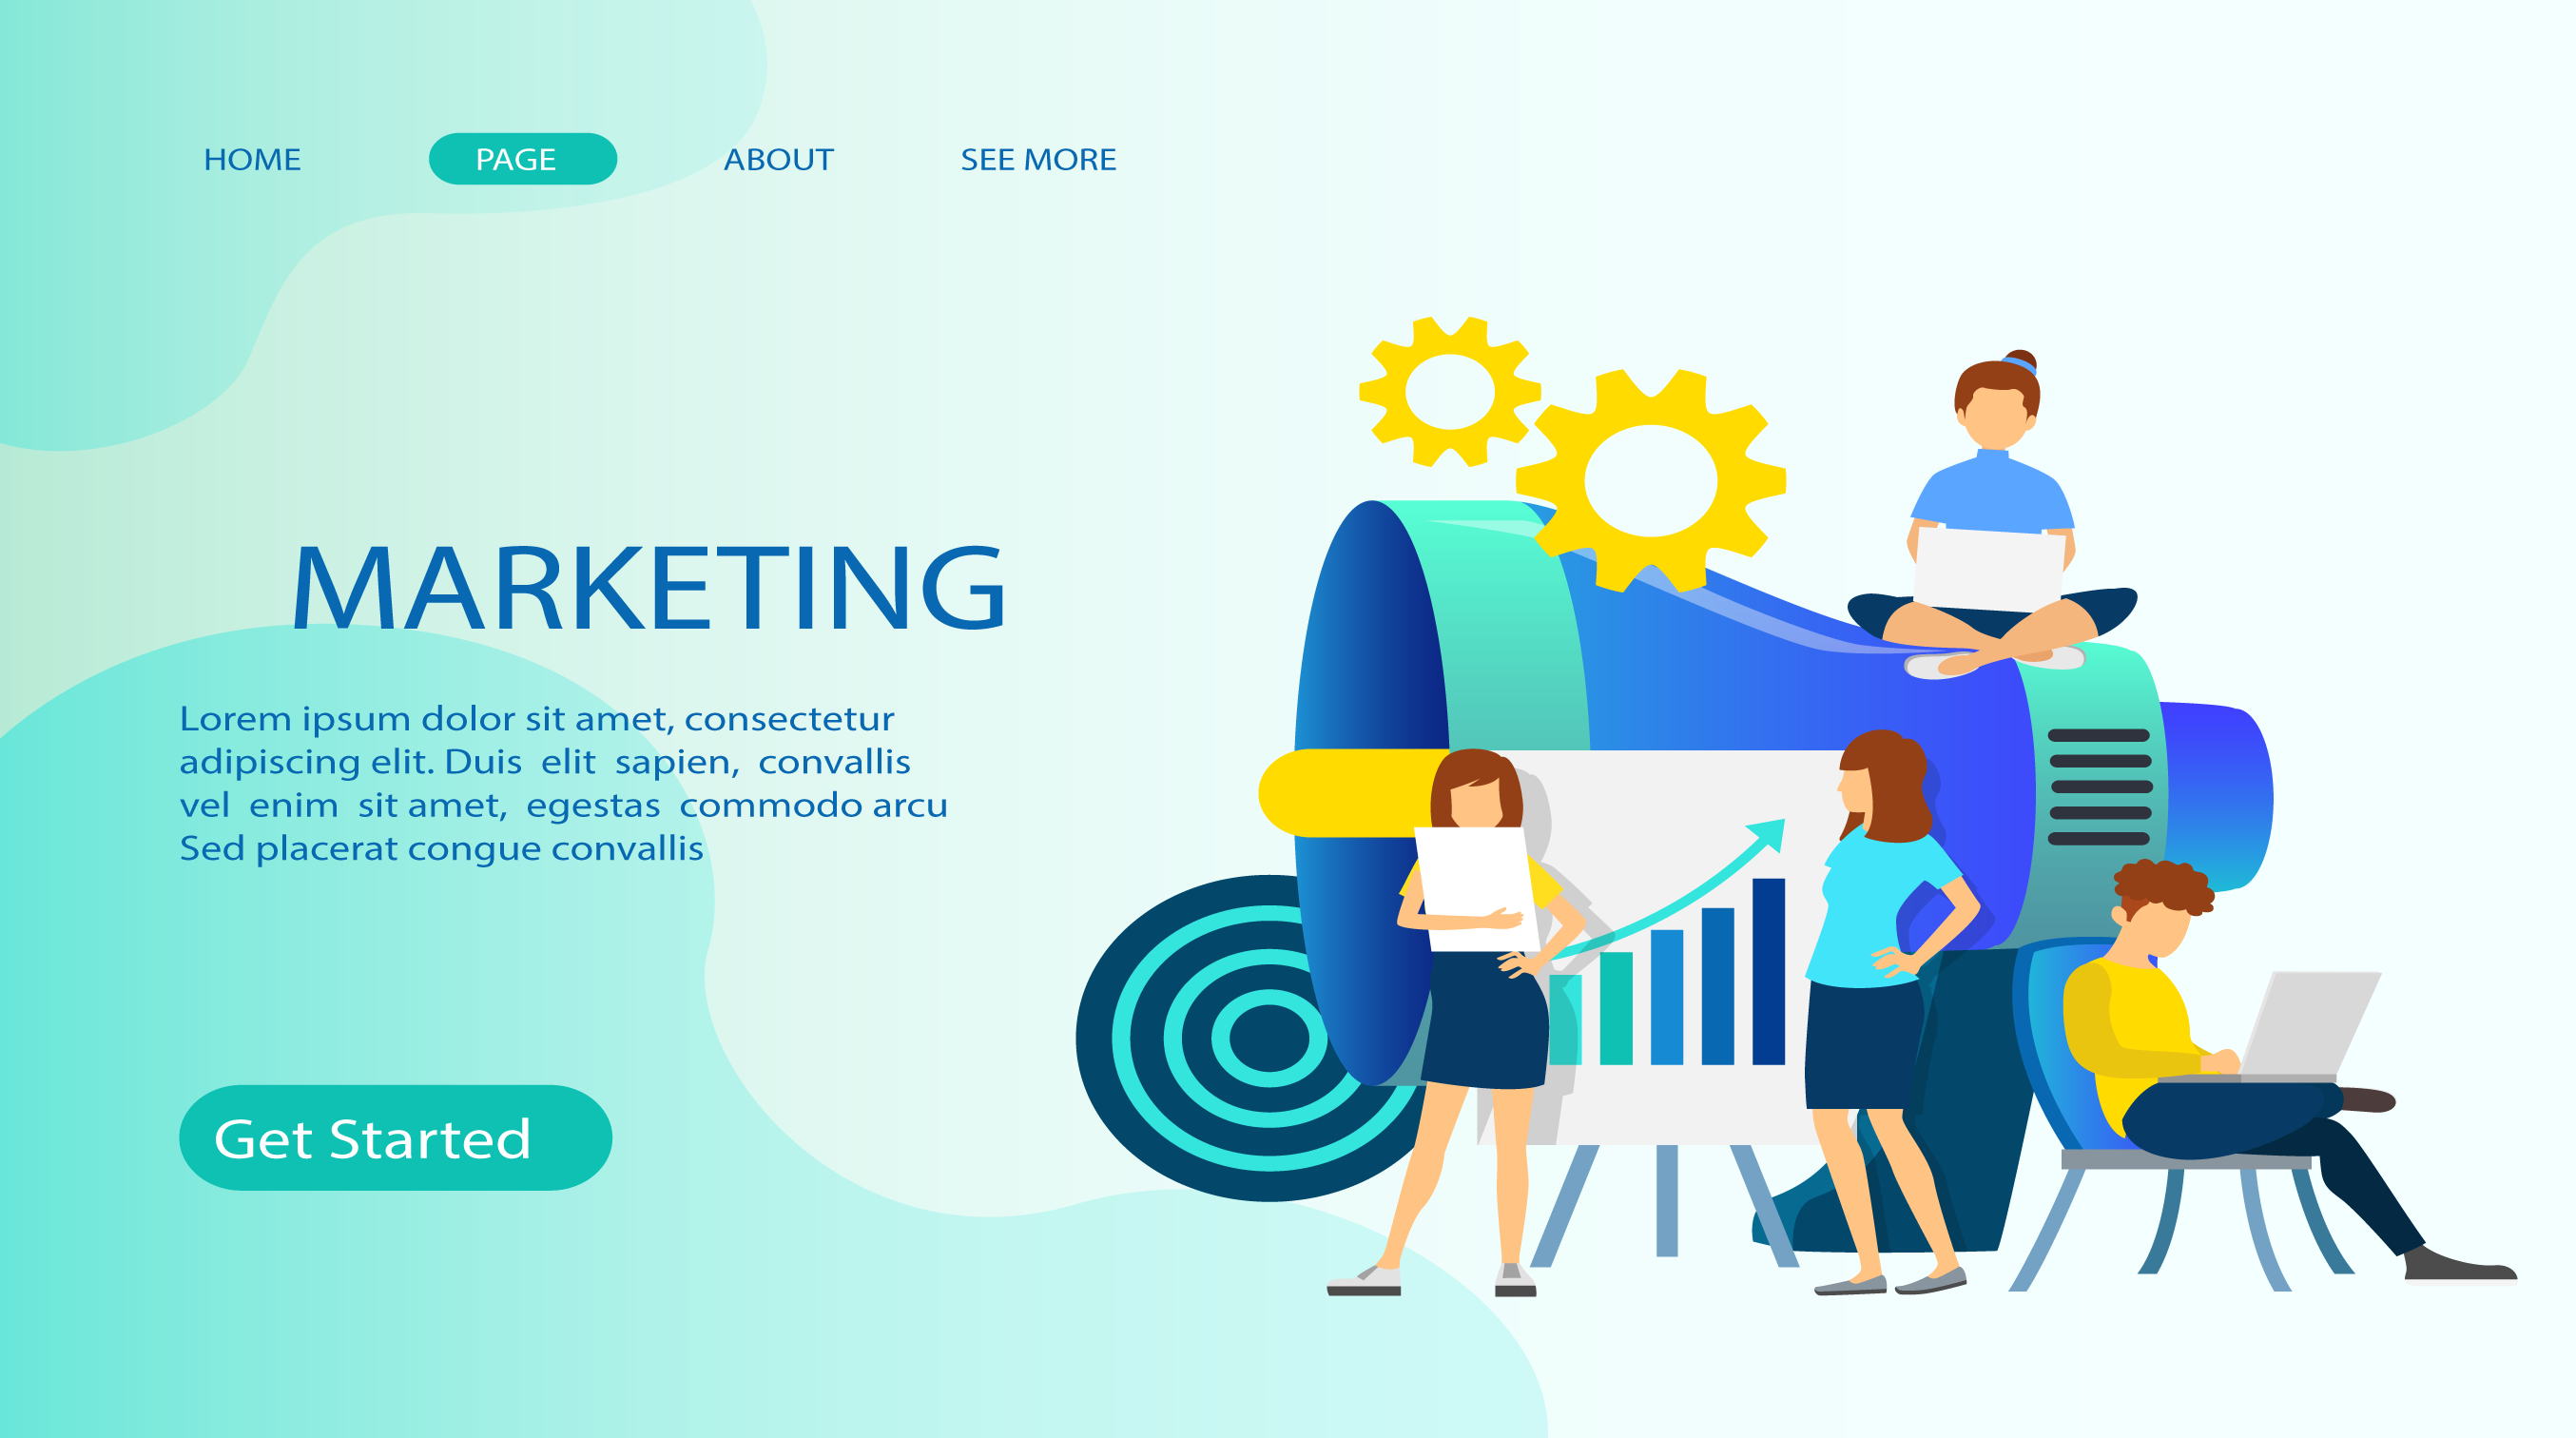 HOME PAGE ABOUT SEE MORE
MARKETING
Lorem ipsum dolor sit amet, consectetur
adipiscing elit. Duis elit sapien, convallis
vel enim sit amet, egestas commodo arcu
Sed placerat congue convallis
Get Started